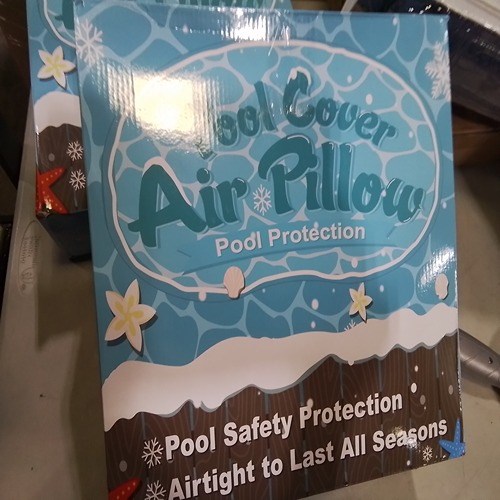 Pool Cover
Air Pillow
Pool Protection
Pool Safety Protection
Airtight to Last All Seasons